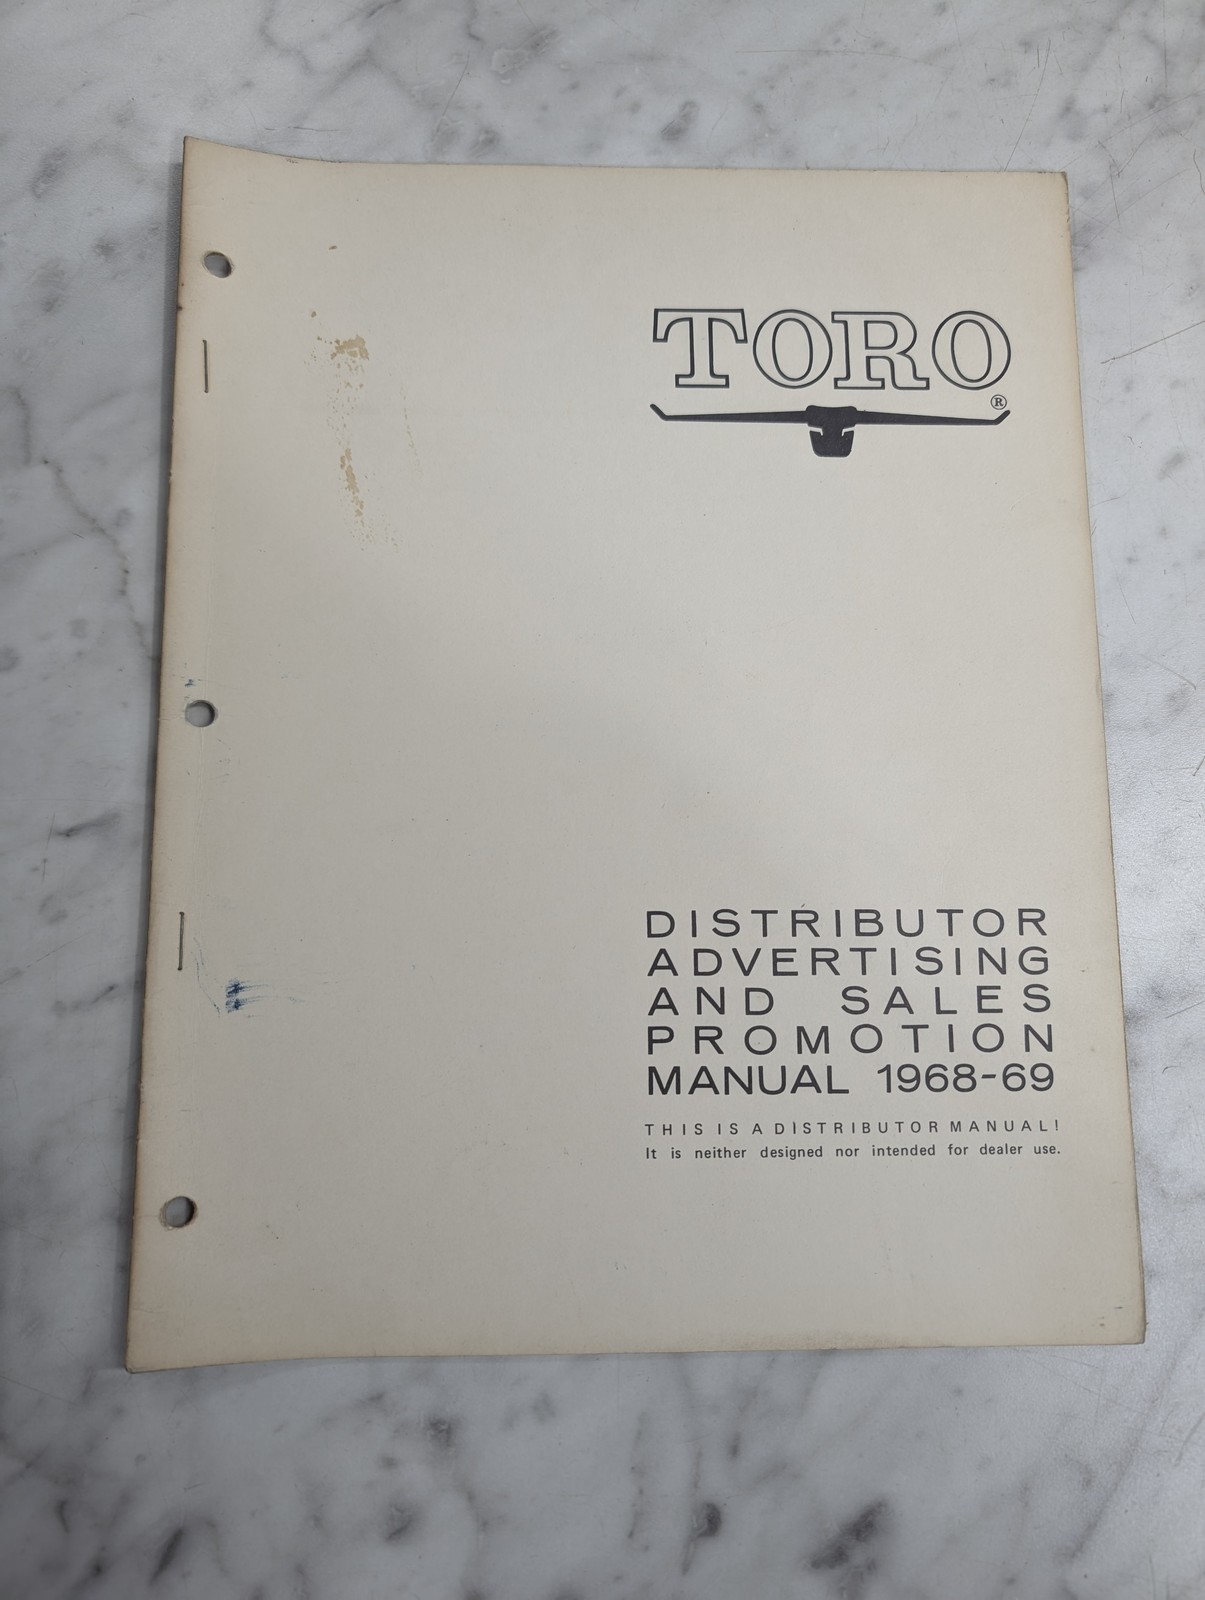 TORO
®
DISTRIBUTOR
ADVERTISING
AND SALES
PROMOTION
MANUAL 1968-69
THIS IS A DISTRIBUTOR MANUAL!
It is neither designed nor intended for dealer use.